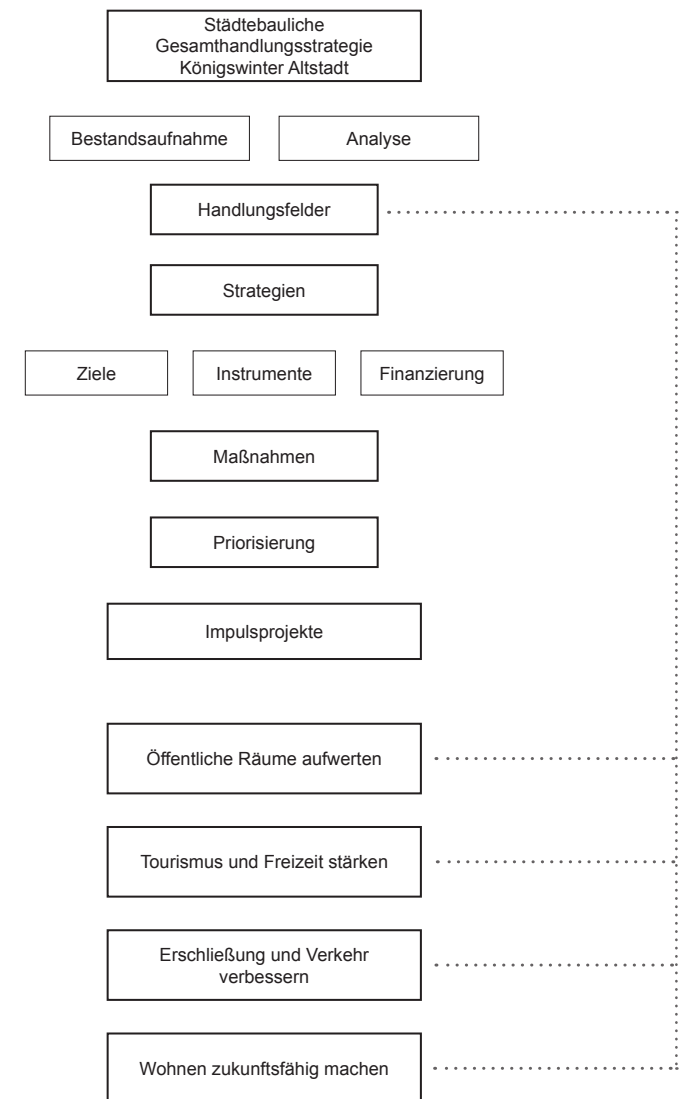 Städtebauliche
Gesamthandlungsstrategie
Königswinter Altstadt
Bestandsaufnahme
Analyse
Handlungsfelder
Strategien
Ziele
Instrumente
Finanzierung
Maßnahmen
Priorisierung
Impulsprojekte
Öffentliche Räume aufwerten
Tourismus und Freizeit stärken
Erschließung und Verkehr
verbessern
Wohnen zukunftsfähig machen